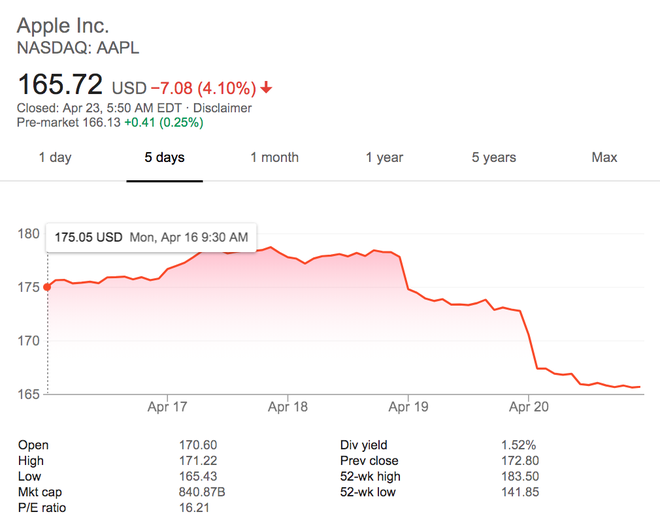 Apple Inc.
NASDAQ: AAPL
165.72 USD −7.08 (4.10%) ↓
Closed: Apr 23, 5:50 AM EDT · Disclaimer
Pre-market 166.13 +0.41 (0.25%)
1 day 5 days 1 month 1 year 5 years Max
180
175.05 USD Mon, Apr 16 9:30 AM
175
170
165
Apr 17 Apr 18 Apr 19 Apr 20
Open 170.60 Div yield 1.52%
High 171.22 Prev close 172.80
Low 165.43 52-wk high 183.50
Mkt cap 840.87B 52-wk low 141.85
P/E ratio 16.21